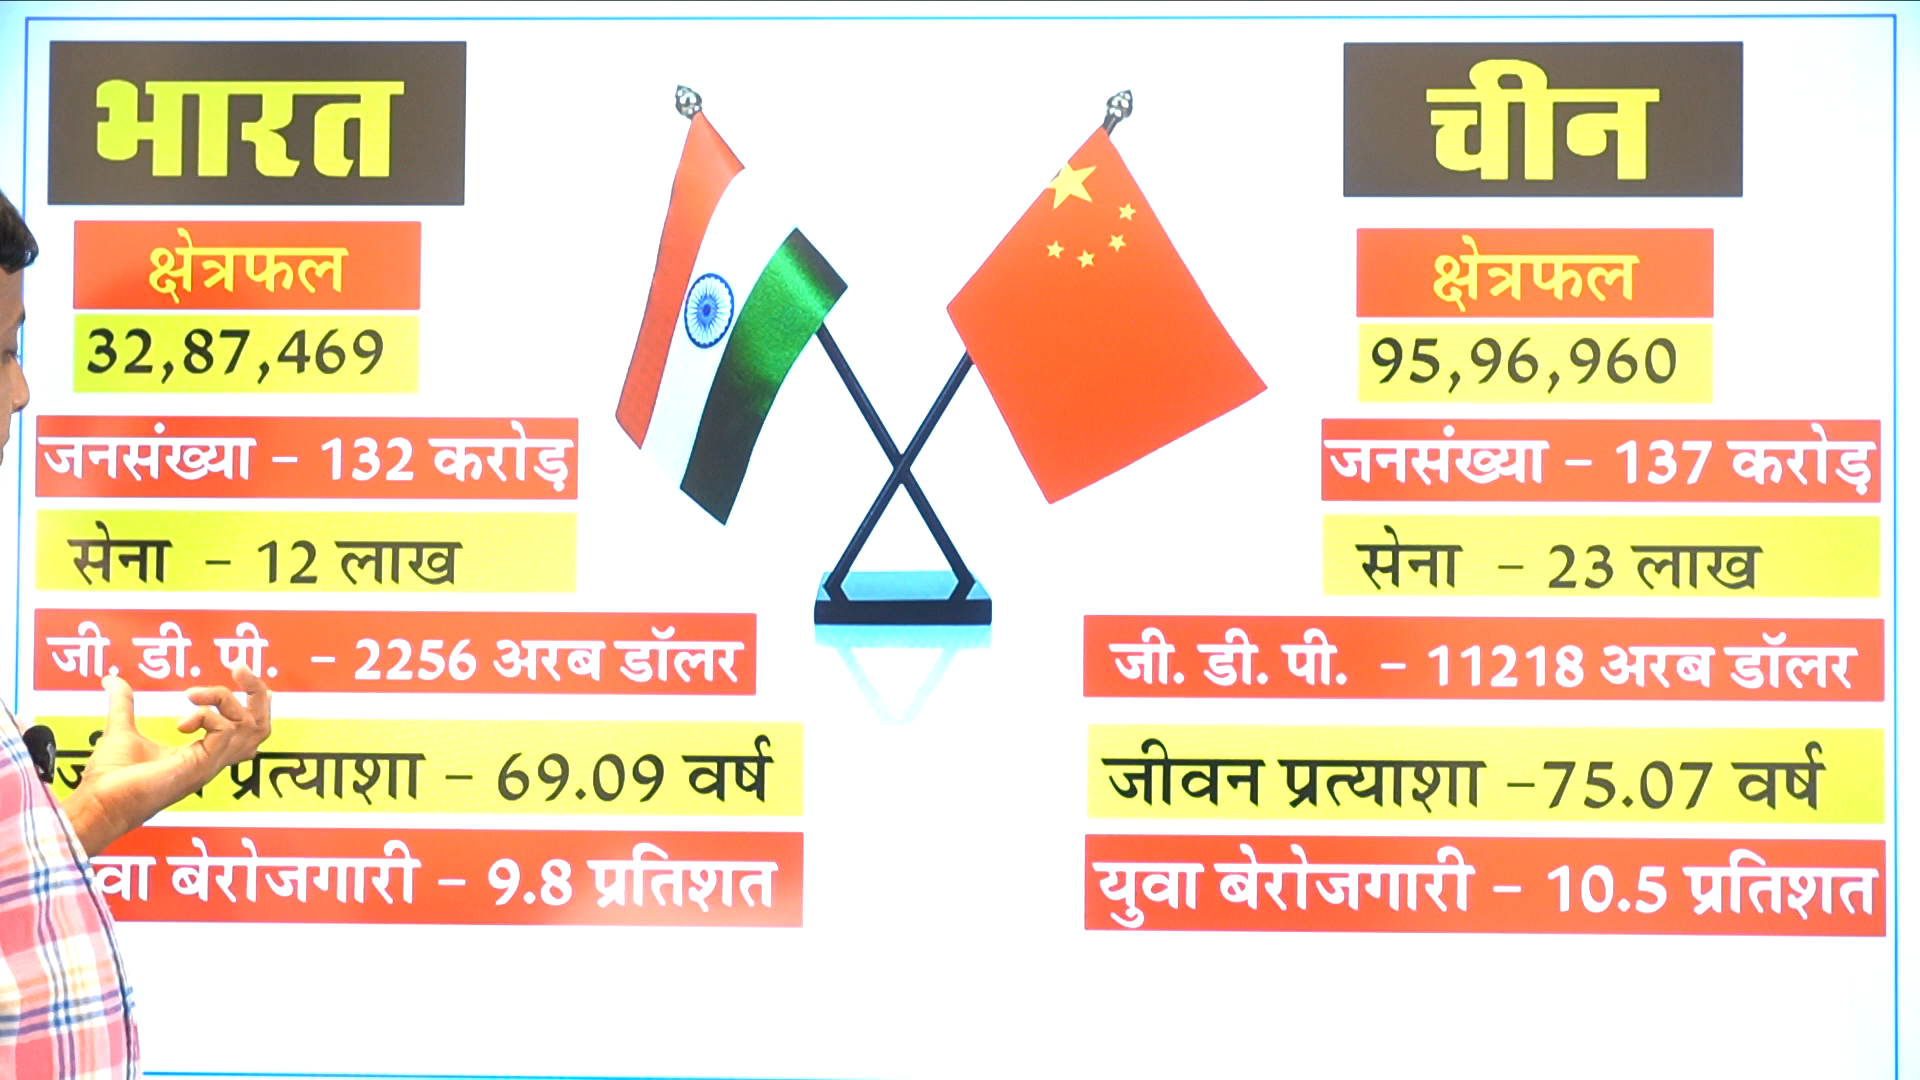 भारत
क्षेत्रफल
32,87,469
जनसंख्या – 132 करोड़
सेना – 12 लाख
जी. डी. पी. – 2256 अरब डॉलर
प्रत्याशा – 69.09 वर्ष
बेरोजगारी – 9.8 प्रतिशत
चीन
क्षेत्रफल
95,96,960
जनसंख्या – 137 करोड़
सेना – 23 लाख
जी. डी. पी. – 11218 अरब डॉलर
जीवन प्रत्याशा –75.07 वर्ष
युवा बेरोजगारी – 10.5 प्रतिशत